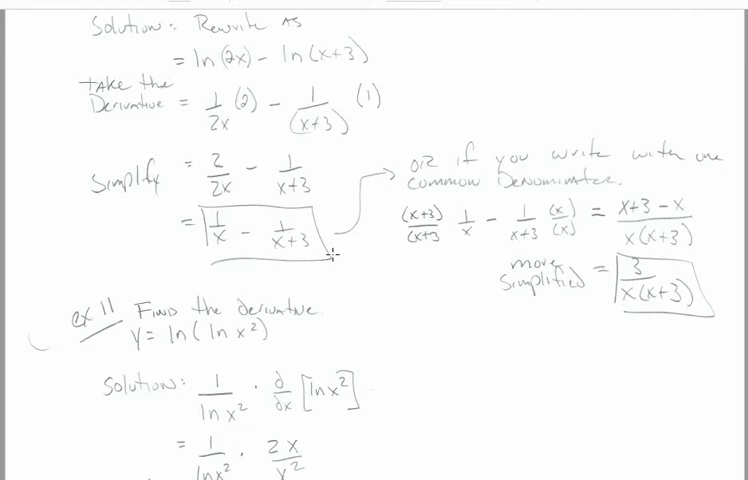 Solution: Rewrite as
= ln(2x) - ln(x+3)
Take the
Derivative = 1/2x (2) - 1/(x+3) (1)
Simplfy = 2/2x - 1/x+3
= 1/x - 1/x+3
or if you write with one
common Denominater.
(x+3)/(x+3 1/x - 1/x+3 (x)/(x) = x+3-x/x(x+3)
more
simplified = 3/x(x+3)
ex 11 Find the derivative.
y = ln(ln x²)
Solution: 1/ln x² · ∂/∂x [ln x²]
= 1/ln x² · 2x/x²